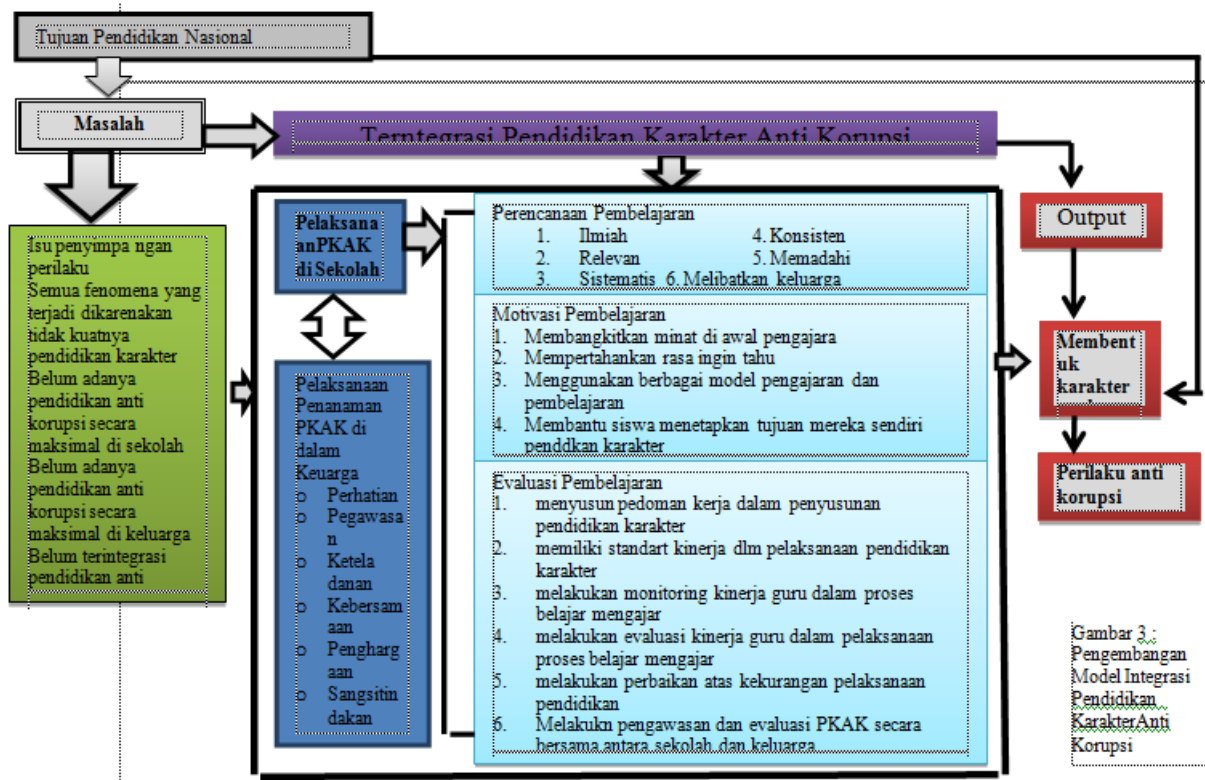 Tujuan Pendidikan Nasional
Masalah
Terntegrasi Pendidikan Karakter Anti Korupsi
Isu penyimpa ngan
perilaku
Semua fenomena yang
terjadi dikarenakan
tidak kuatnya
pendidikan karakter
Belum adanya
pendidikan anti
korupsi secara
maksimal di sekolah
Belum adanya
pendidikan anti
korupsi secara
maksimal di keluarga
Belum terintegrasi
pendidikan anti
Pelaksana
anPKAK
di Sekolah
Pelaksanaan
Penanaman
PKAK di
dalam
Keuarga
o Perhatian
o Pegawasa
n
o Ketela
danan
o Kebersam
aan
o Pengharg
aan
o Sangsitin
dakan
Perencanaan Pembelajaran
1. Ilmiah 4. Konsisten
2. Relevan 5. Memadahi
3. Sistematis 6. Melibatkan keluarga
Motivasi Pembelajaran
1. Membangkitkan minat di awal pengajara
2. Mempertahankan rasa ingin tahu
3. Menggunakan berbagai model pengajaran dan
pembelajaran
4. Membantu siswa menetapkan tujuan mereka sendiri
penddkan karakter
Evaluasi Pembelajaran
1. menyusun pedoman kerja dalam penyusunan
pendidikan karakter
2. memiliki standart kinerja dlm pelaksanaan pendidikan
karakter
3. melakukan monitoring kinerja guru dalam proses
belajar mengajar
4. melakukan evaluasi kinerja guru dalam pelaksanaan
proses belajar mengajar
5. melakukan perbaikan atas kekurangan pelaksanaan
pendidikan
6. Melakukn pengawasan dan evaluasi PKAK secara
bersama antara sekolah dan keluarga
Output
Membent
uk
karakter
Perilaku anti
korupsi
Gambar 3 :
Pengembangan
Model Integrasi
Pendidikan
KarakterAnti
Korupsi